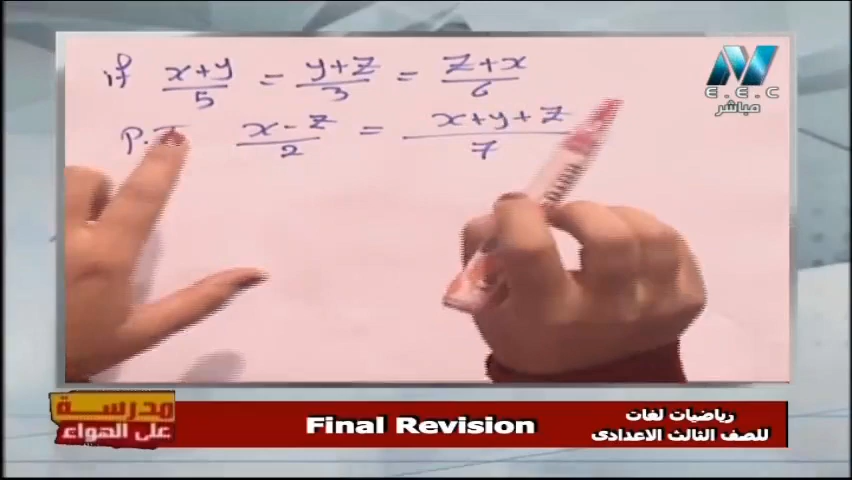 if x+y/5 = y+z/3 = z+x/6
P.T x-z/2 = x+y+z/7
E.E.C
مباشر
مدرسة
على الهواء
Final Revision
رياضيات لغات
للصف الثالث الاعدادى